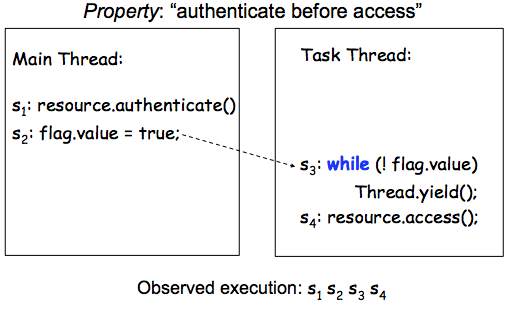 Property: “authenticate before access”
Main Thread:
s1: resource.authenticate()
s2: flag.value = true;
Task Thread:
s3: while (! flag.value)
Thread.yield();
s4: resource.access();
Observed execution: s1 s2 s3 s4